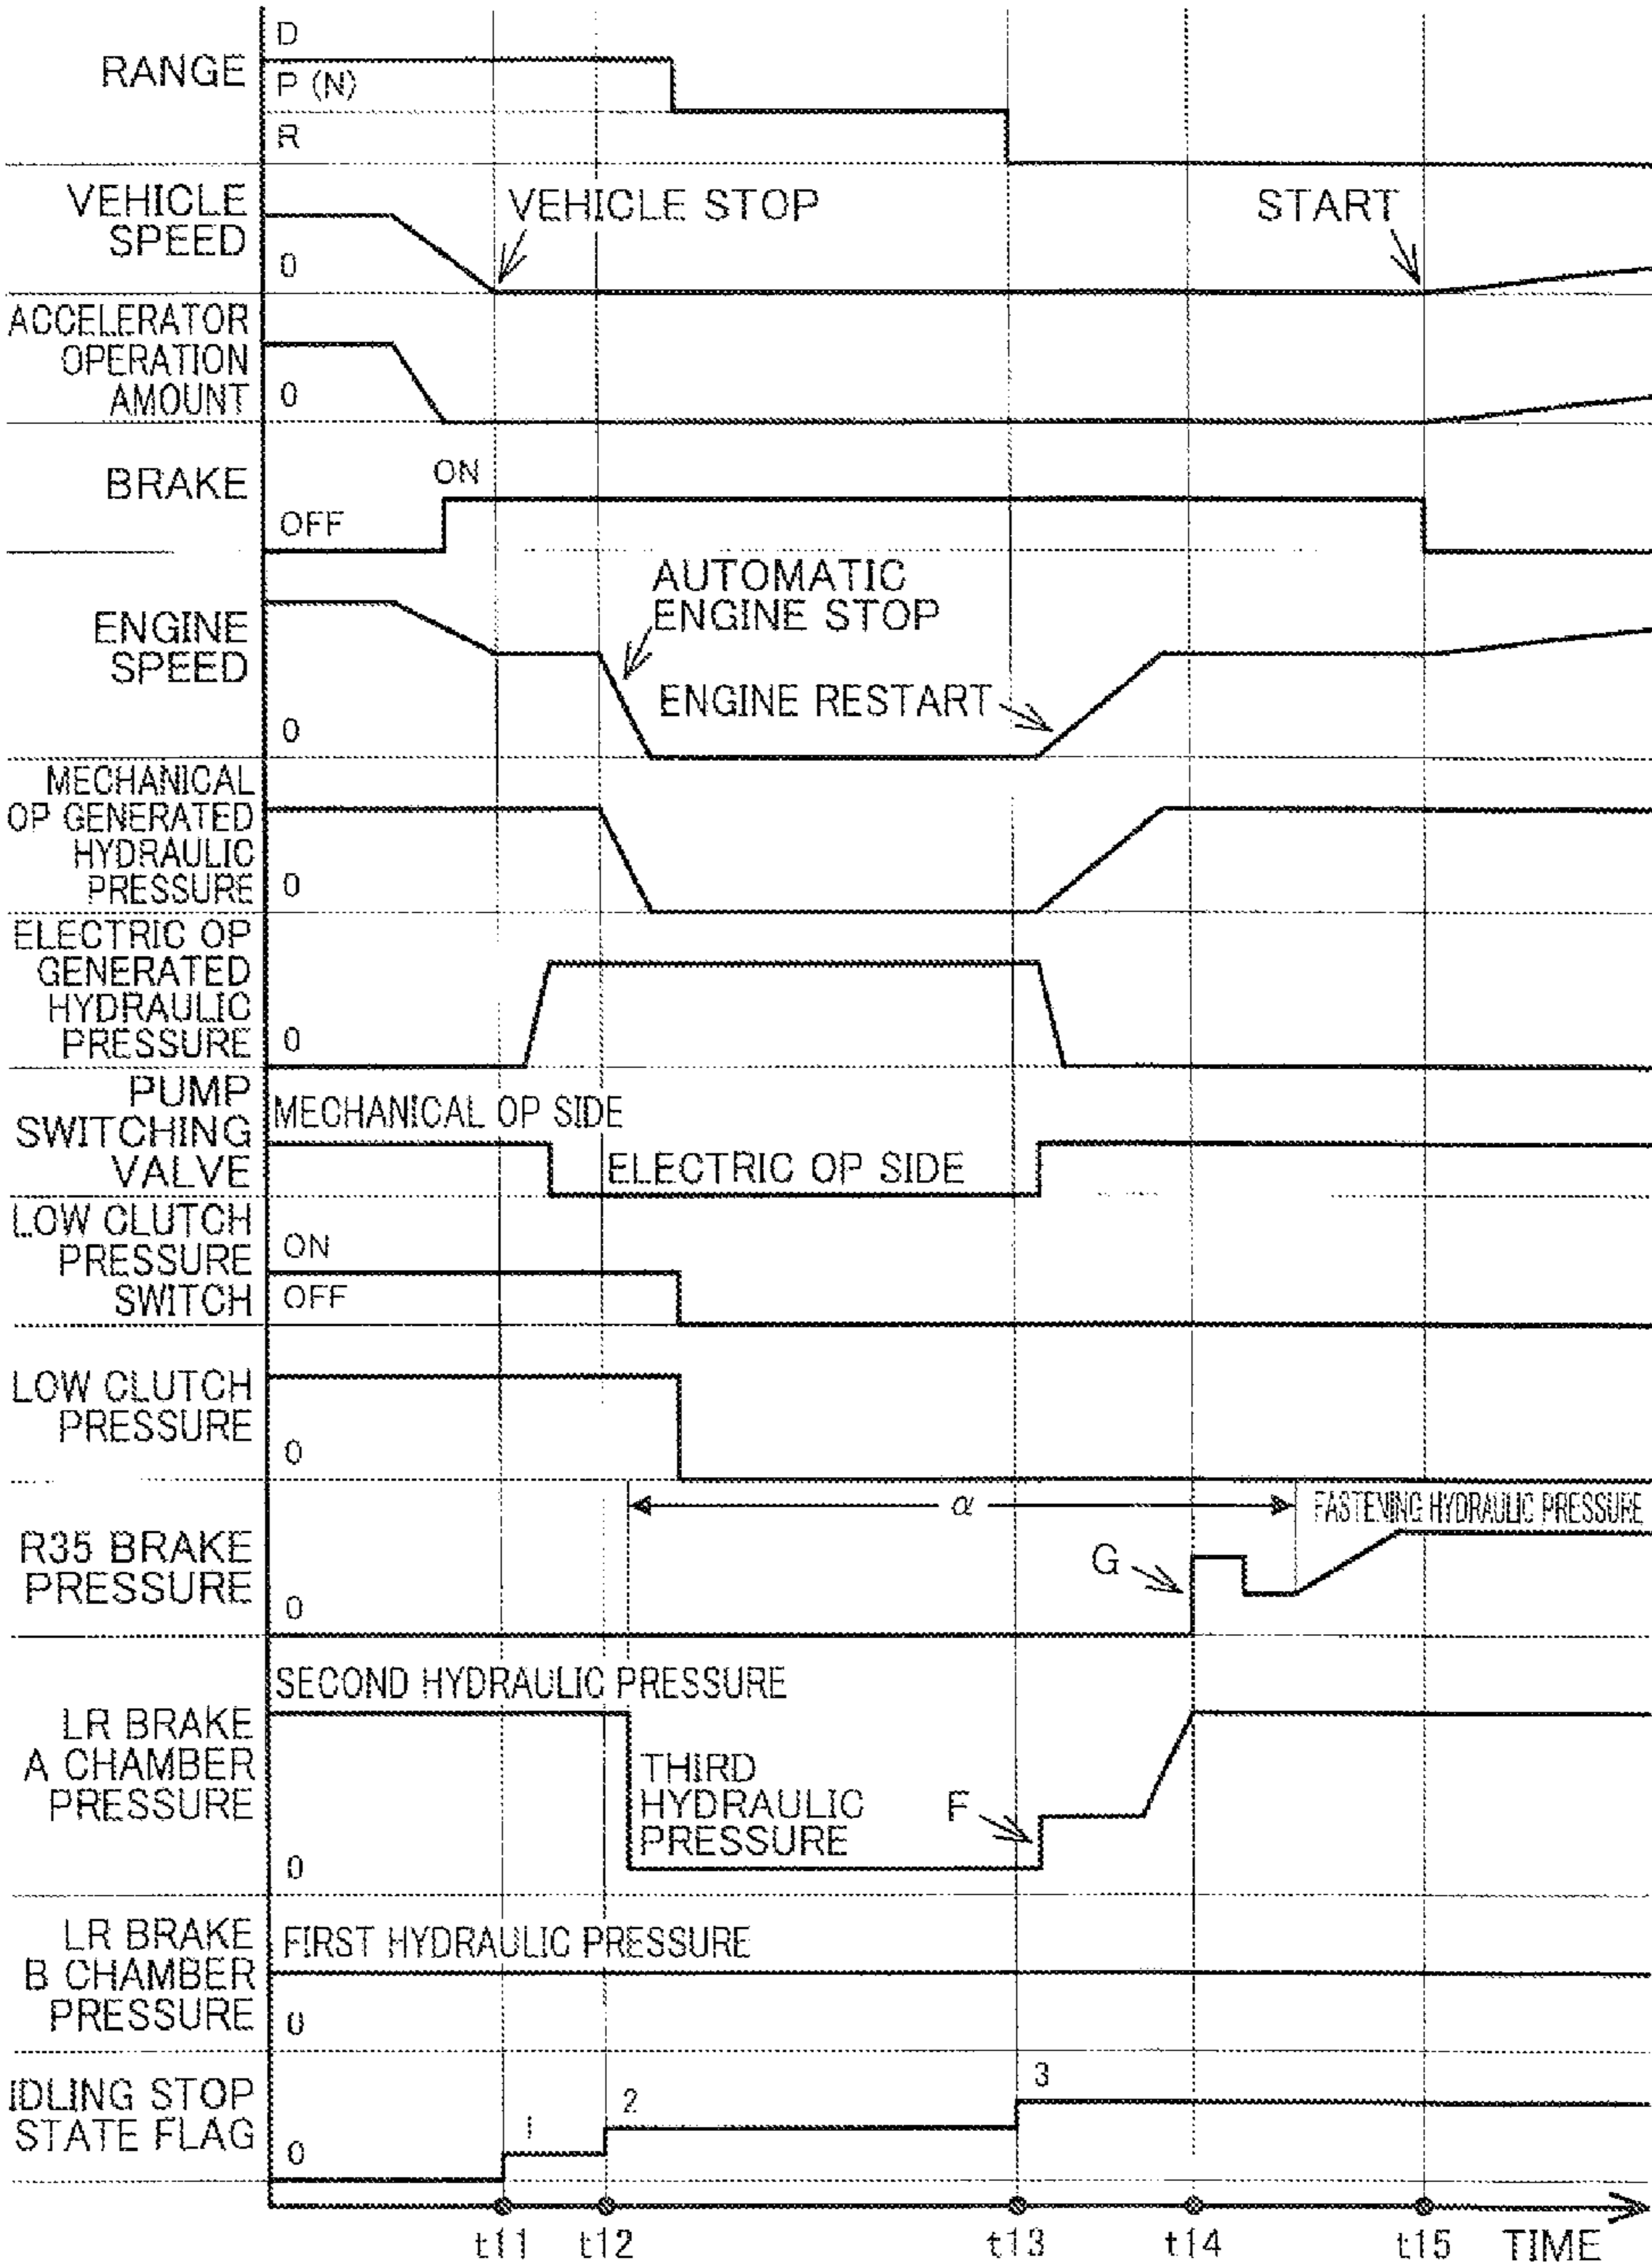 RANGE
D
P (N)
R
VEHICLE
SPEED
0
VEHICLE STOP
START
ACCELERATOR
OPERATION
AMOUNT
0
BRAKE
ON
OFF
ENGINE
SPEED
0
AUTOMATIC
ENGINE STOP
ENGINE RESTART
MECHANICAL
OP GENERATED
HYDRAULIC
PRESSURE
0
ELECTRIC OP
GENERATED
HYDRAULIC
PRESSURE
0
PUMP
SWITCHING
VALVE
MECHANICAL OP SIDE
ELECTRIC OP SIDE
LOW CLUTCH
PRESSURE
SWITCH
ON
OFF
LOW CLUTCH
PRESSURE
0
R35 BRAKE
PRESSURE
0
α
FASTENING HYDRAULIC PRESSURE
G
LR BRAKE
A CHAMBER
PRESSURE
SECOND HYDRAULIC PRESSURE
0
THIRD
HYDRAULIC
PRESSURE
F
LR BRAKE
B CHAMBER
PRESSURE
FIRST HYDRAULIC PRESSURE
0
IDLING STOP
STATE FLAG
0
1
2
3
t11 t12 t13 t14 t15 TIME